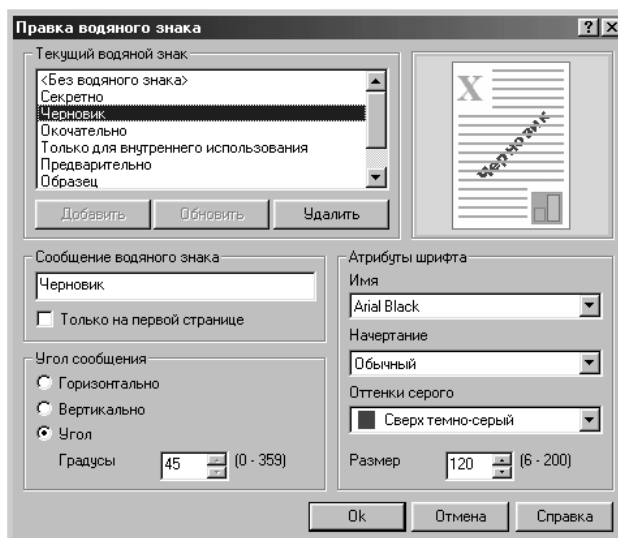 Правка водяного знака
Текущий водяной знак
<Без водяного знака>
Секретно
Черновик
Окочательно
Только для внутреннего использования
Предварительно
Образец
Добавить Обновить Удалить
X
Черновик
Сообщение водяного знака
Черновик
Только на первой странице
Угол сообщения
Горизонтально
Вертикально
Угол
Градусы 45 (0 - 359)
Атрибуты шрифта
Имя
Arial Black
Начертание
Обычный
Оттенки серого
Сверх темно-серый
Размер 120 (6 - 200)
Ok Отмена Справка